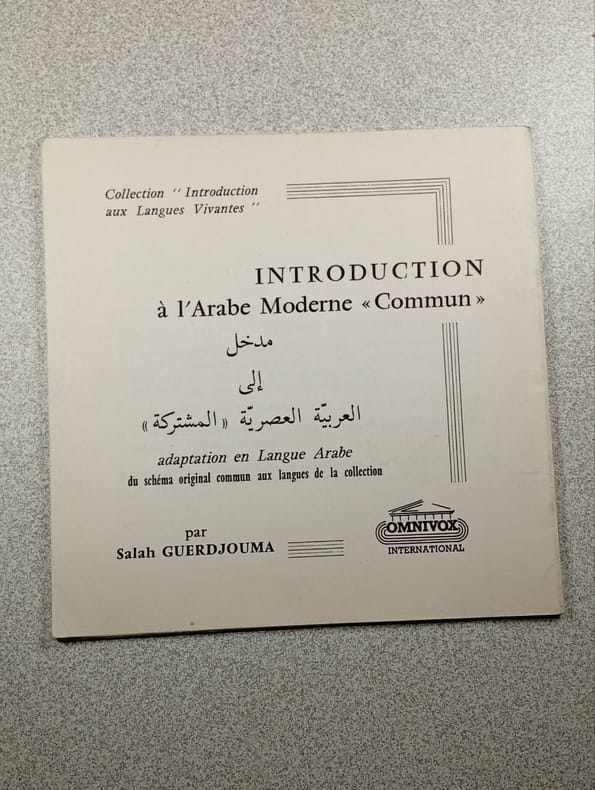 Collection “ Introduction
aux Langues Vivantes ”
INTRODUCTION
à l’Arabe Moderne « Commun »
مدخل
إلى
العربيّة العصريّة «المشتركة»
adaptation en Langue Arabe
du schéma original commun aux langues de la collection
par
Salah GUERDJOUMA
OMNIVOX
INTERNATIONAL